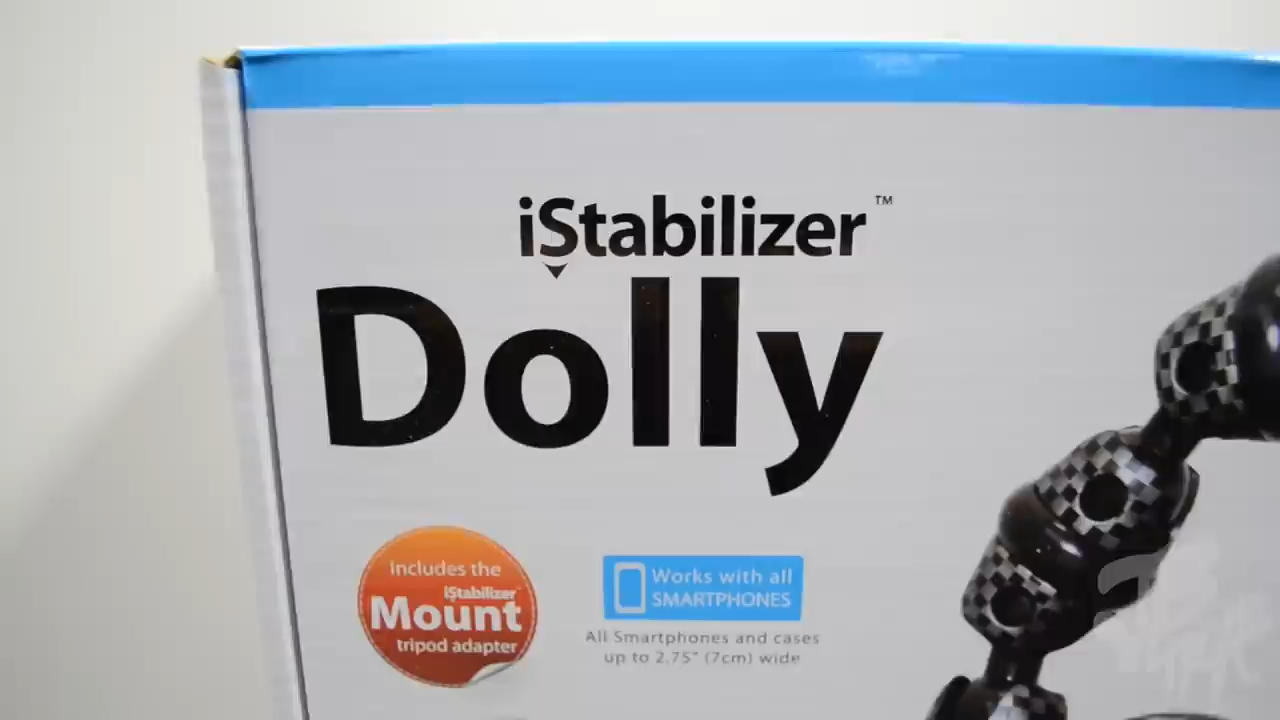 iStabilizer™
Dolly
Includes the
iStabilizer™
Mount
tripod adapter
Works with all
SMARTPHONES
All Smartphones and cases
up to 2.75" (7cm) wide